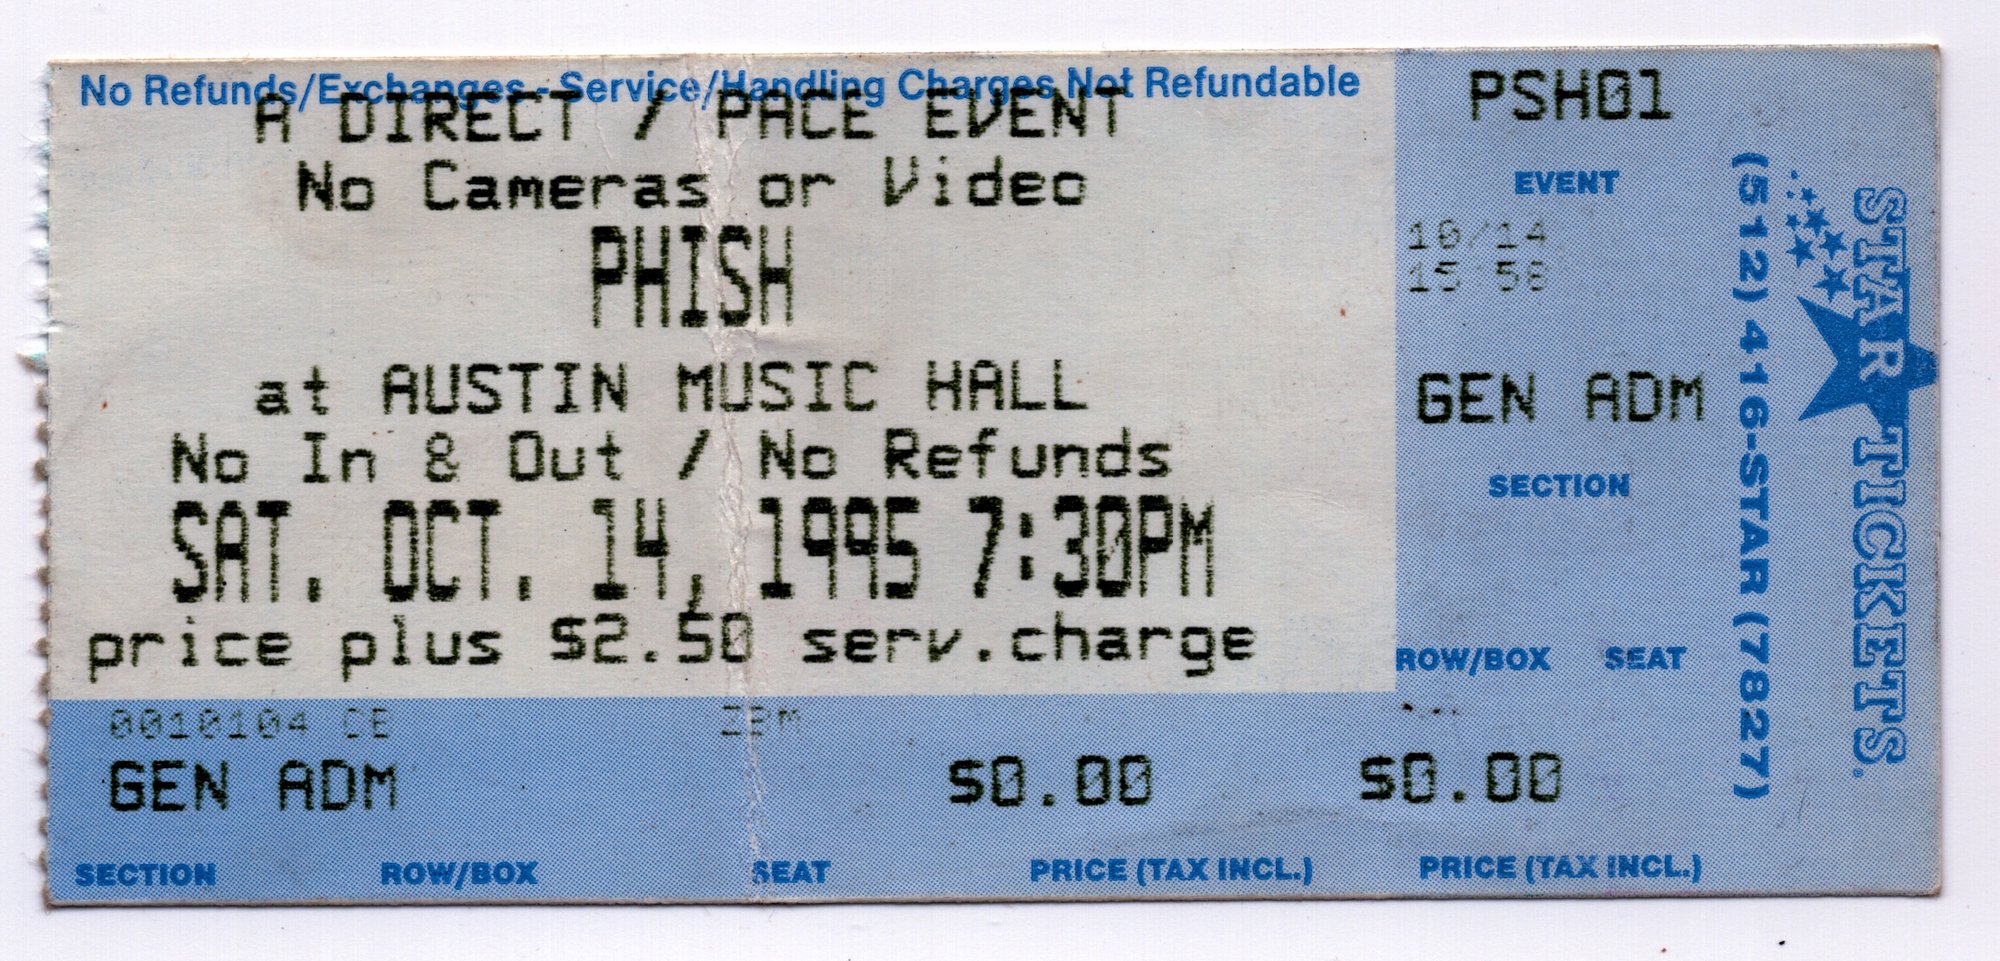 No Refunds/Exchanges - Service/Handling Charges Not Refundable
A DIRECT / PACE EVENT
No Cameras or Video
PHISH
at AUSTIN MUSIC HALL
No In & Out / No Refunds
SAT. OCT. 14, 1995 7:30PM
price plus $2.50 serv.charge
0010104 CE
GEN ADM $0.00 $0.00
SECTION ROW/BOX SEAT PRICE (TAX INCL.) PRICE (TAX INCL.)
PSH01
EVENT
10/14
15 58
GEN ADM
SECTION
ROW/BOX SEAT
(512) 416-STAR (7827)
STAR TICKETS